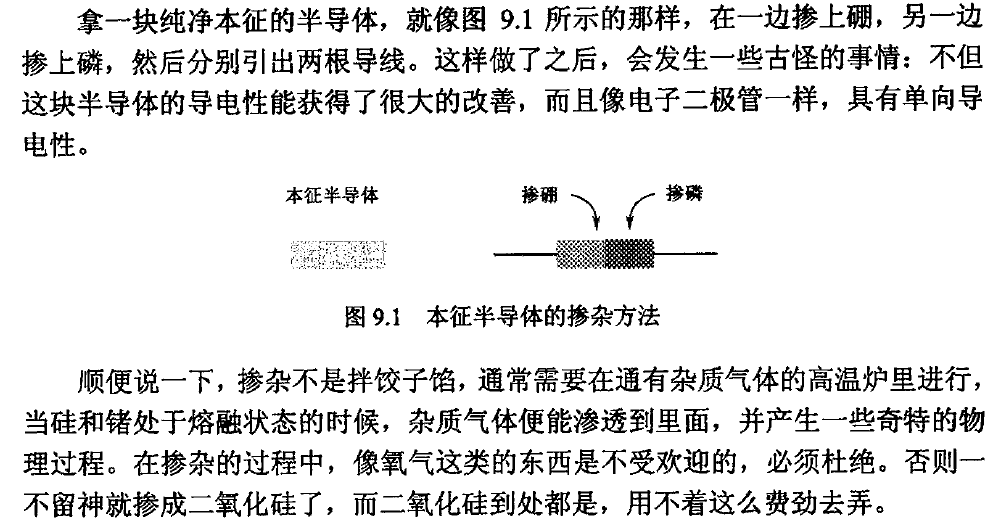 拿一块纯净本征的半导体，就像图 9.1 所示的那样，在一边掺上硼，另一边
掺上磷，然后分别引出两根导线。这样做了之后，会发生一些古怪的事情：不但
这块半导体的导电性能获得了很大的改善，而且像电子二极管一样，具有单向导
电性。
本征半导体
掺硼
掺磷
图 9.1 本征半导体的掺杂方法
顺便说一下，掺杂不是拌饺子馅，通常需要在通有杂质气体的高温炉里进行，
当硅和锗处于熔融状态的时候，杂质气体便能渗透到里面，并产生一些奇特的物
理过程。在掺杂的过程中，像氧气这类的东西是不受欢迎的，必须杜绝。否则一
不留神就掺成二氧化硅了，而二氧化硅到处都是，用不着这么费劲去弄。